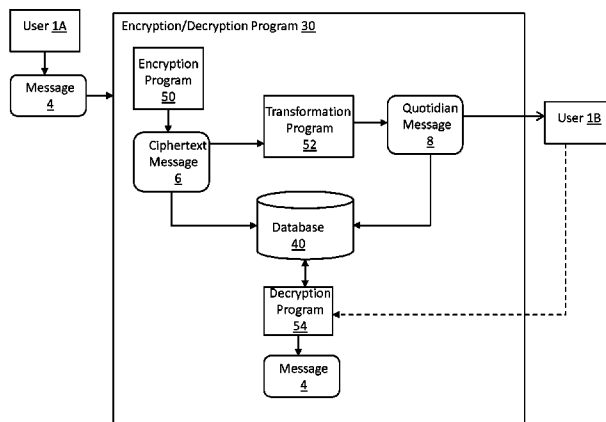 User 1A
Message
4
Encryption/Decryption Program 30
Encryption
Program
50
Ciphertext
Message
6
Transformation
Program
52
Quotidian
Message
8
User 1B
Database
40
Decryption
Program
54
Message
4